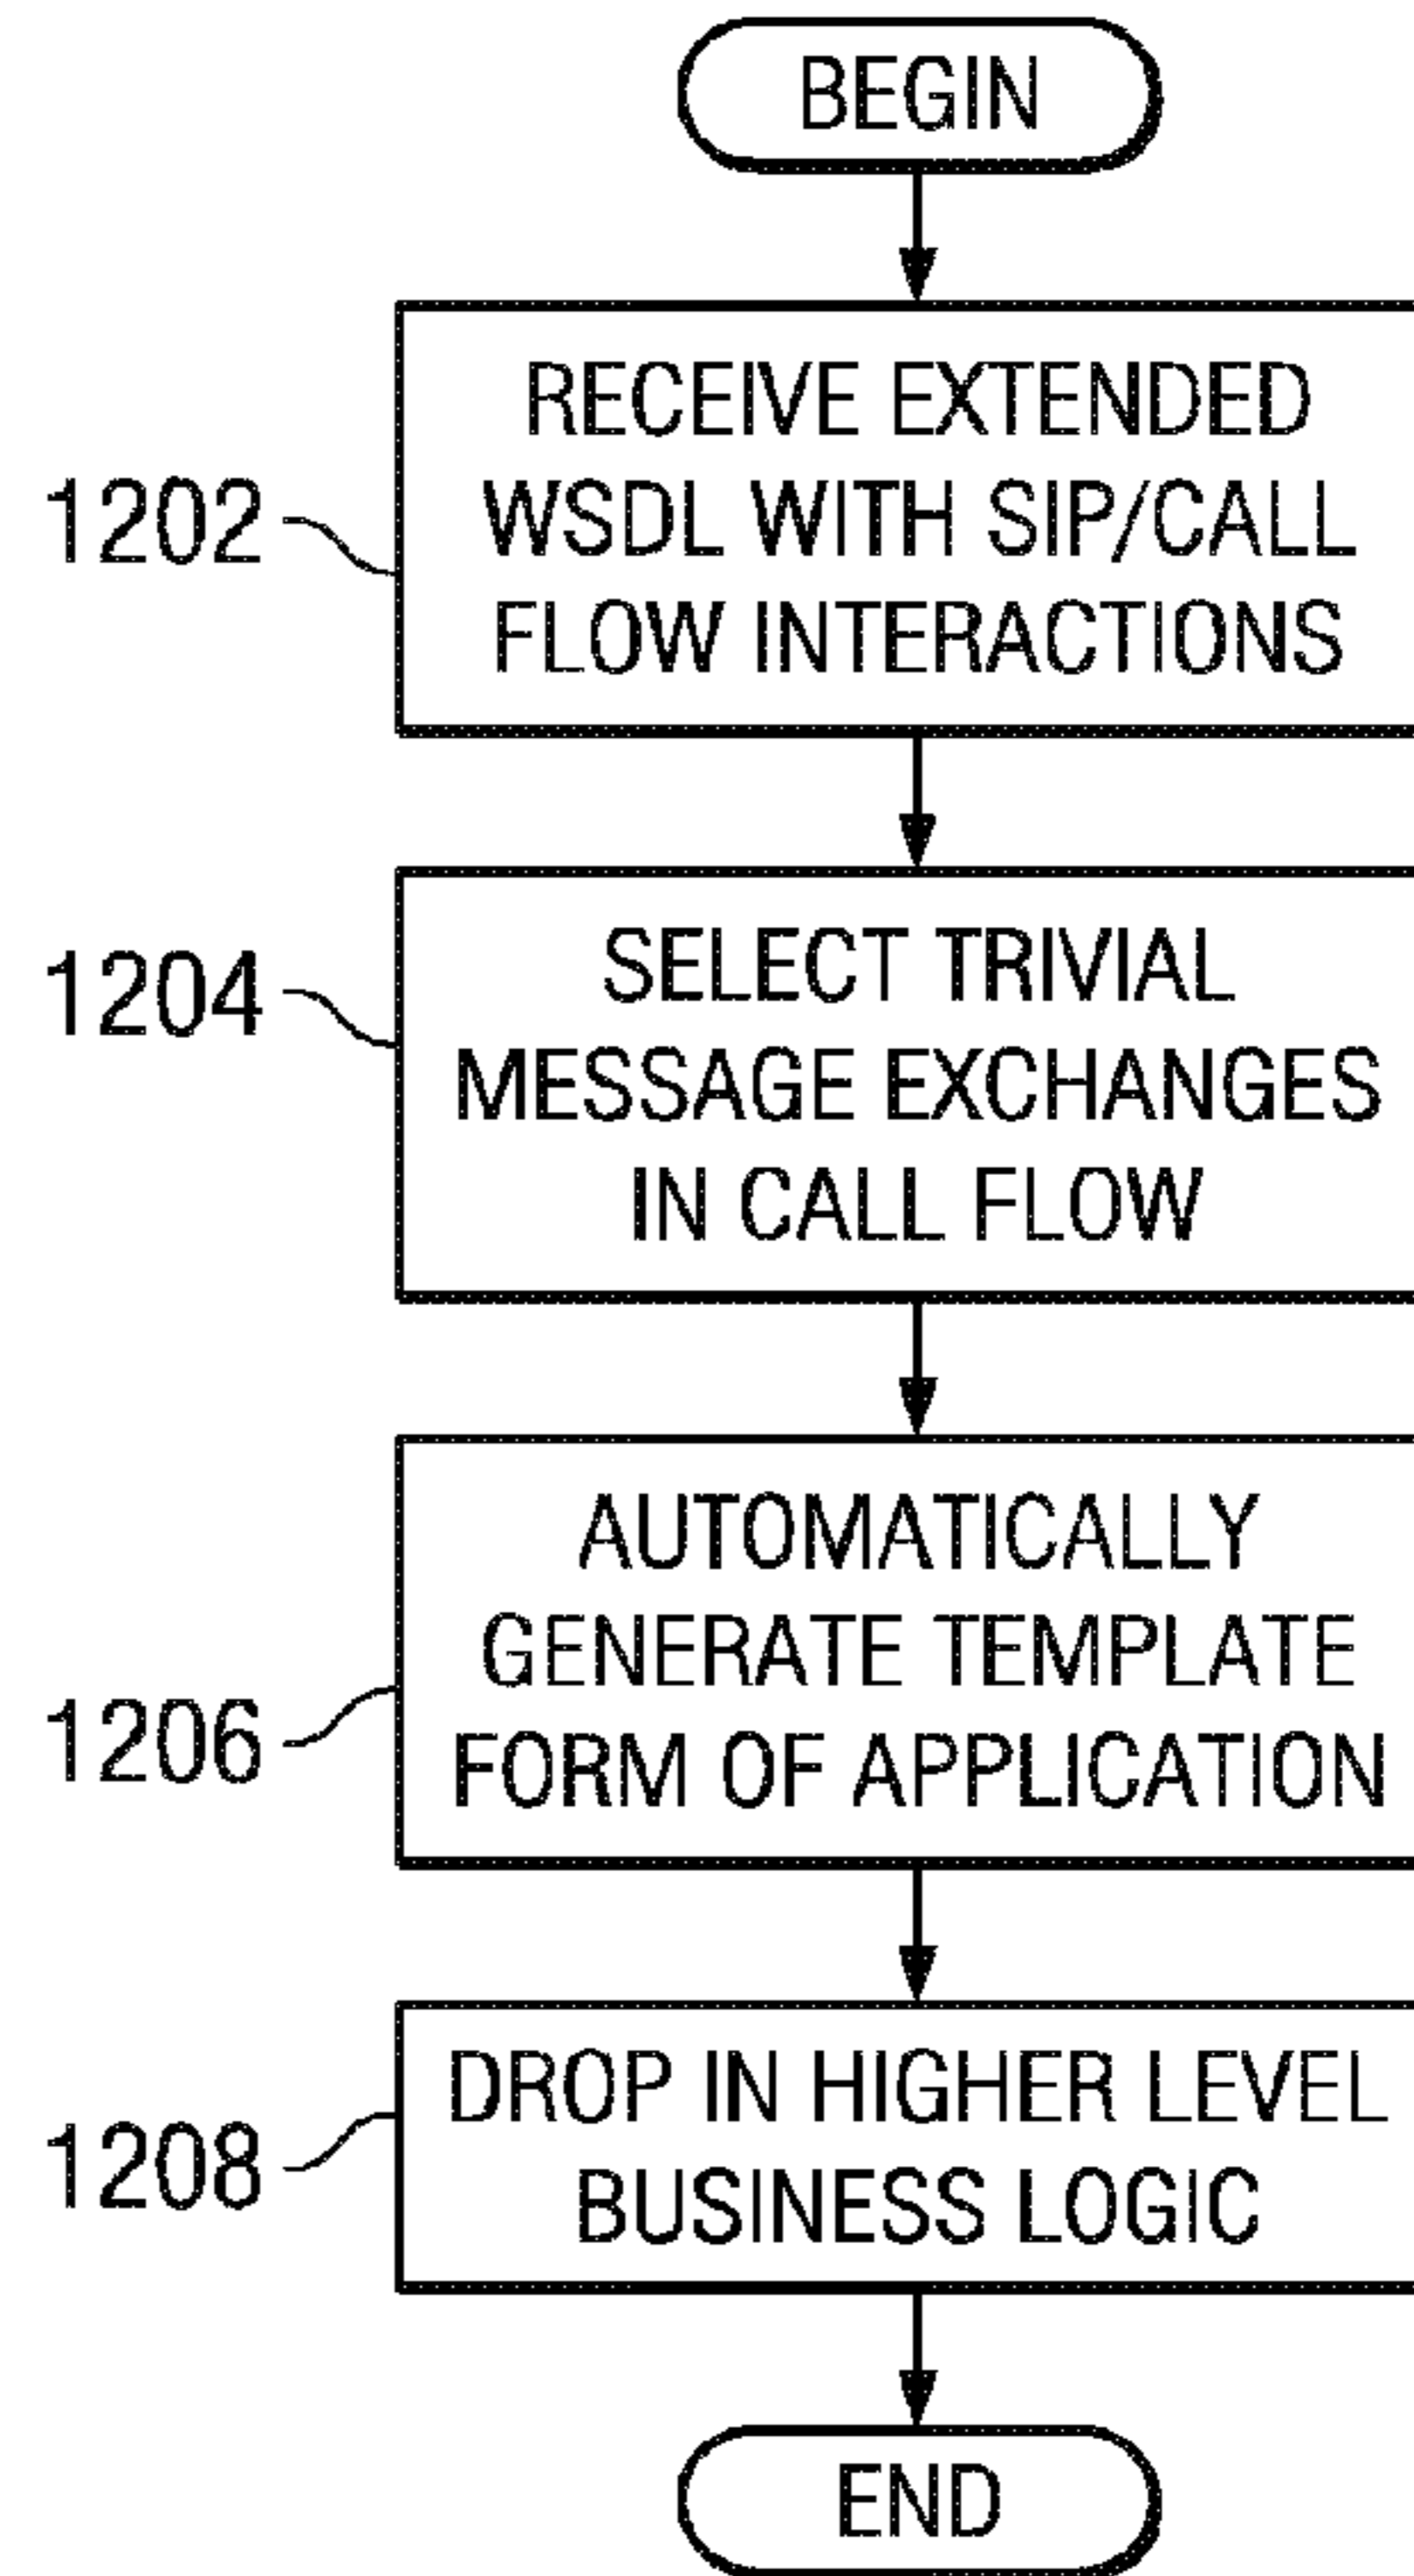 BEGIN
RECEIVE EXTENDED
1202
WSDL WITH SIP/CALL
FLOW INTERACTIONS
SELECT TRIVIAL
1204
MESSAGE EXCHANGES
IN CALL FLOW
AUTOMATICALLY
GENERATE TEMPLATE
1206
FORM OF APPLICATION
DROP IN HIGHER LEVEL
1208
BUSINESS LOGIC
END